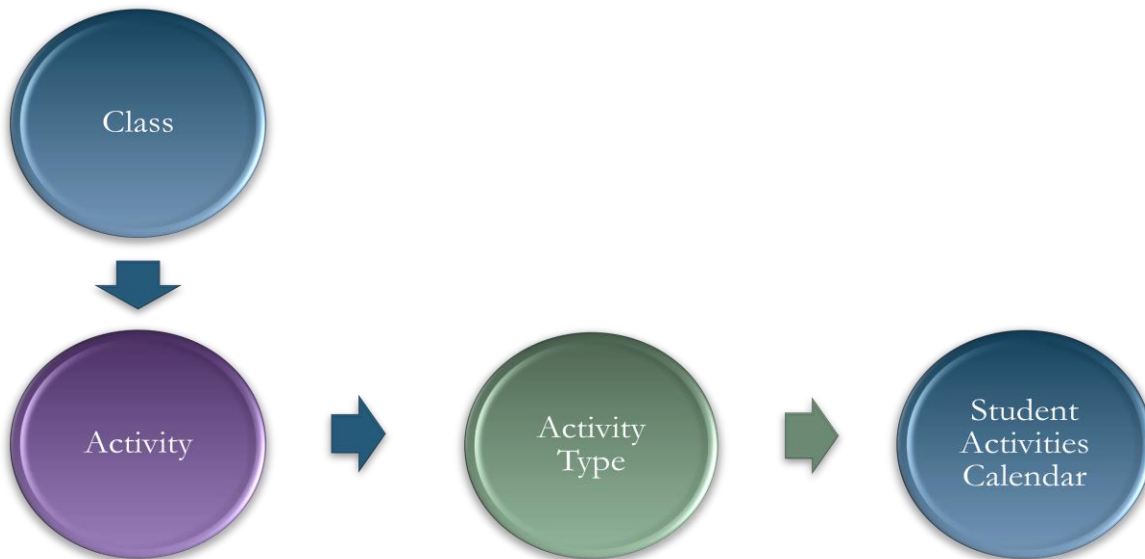 Class
Activity
Activity
Type
Student
Activities
Calendar